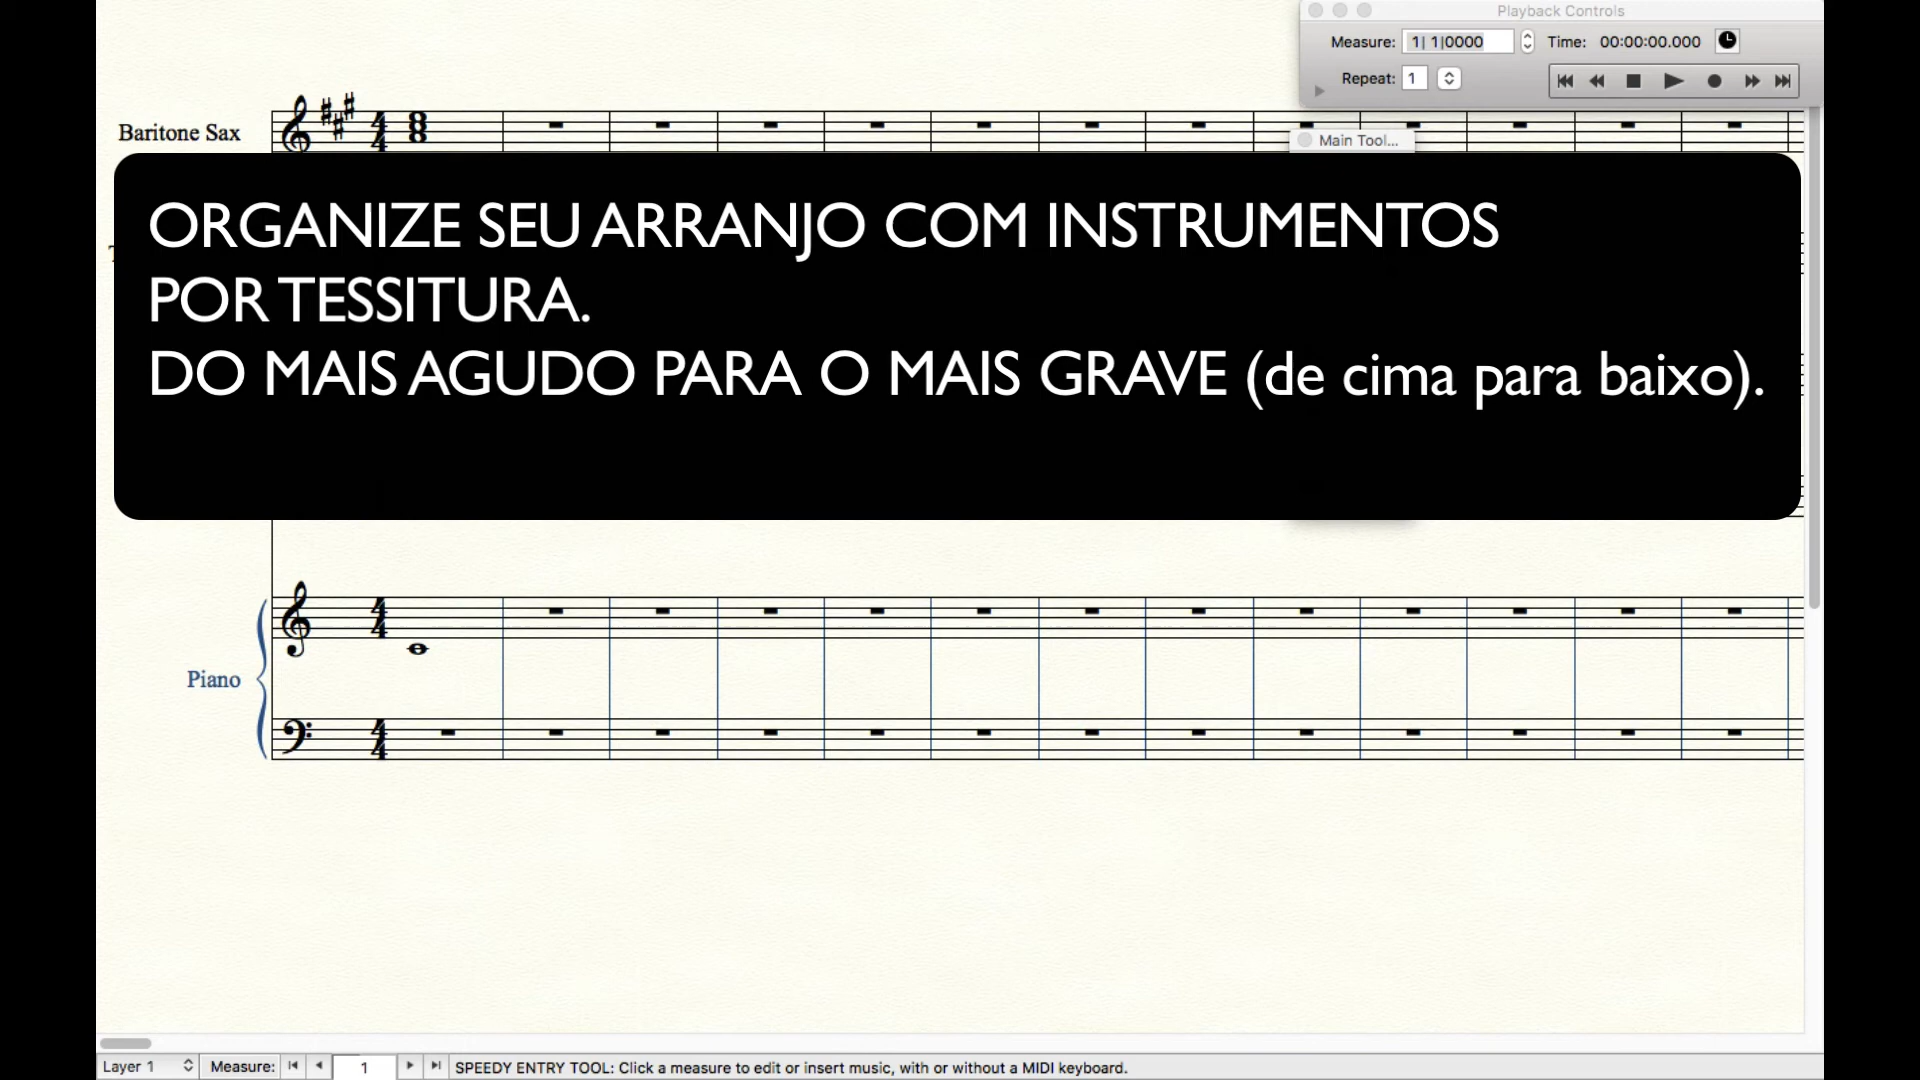 Playback Controls
Measure: 1| 1|0000 Time: 00:00:00.000
Repeat: 1
Baritone Sax
Main Tool...
ORGANIZE SEU ARRANJO COM INSTRUMENTOS
POR TESSITURA.
DO MAIS AGUDO PARA O MAIS GRAVE (de cima para baixo).
Piano
Layer 1 Measure: 1 SPEEDY ENTRY TOOL: Click a measure to edit or insert music, with or without a MIDI keyboard.